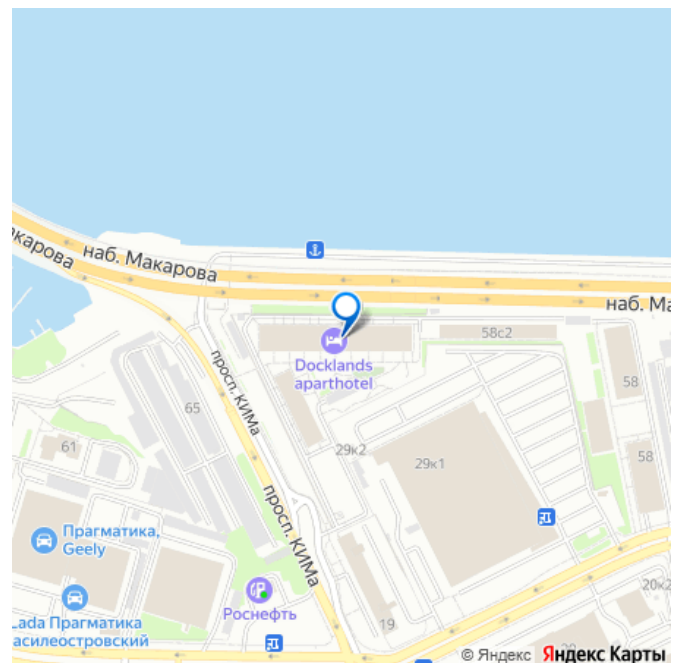 макарова
наб. Макарова
наб. Ма
58с2
Docklands
aparthotel
просп. КИМа
65
58
29к2
58
61
29к1
просп. КИМа
Прагматика,
Geely
Роснефть
20к2
Lada Прагматика
асилеостровский
19
20
© Яндекс Яндекс Карты